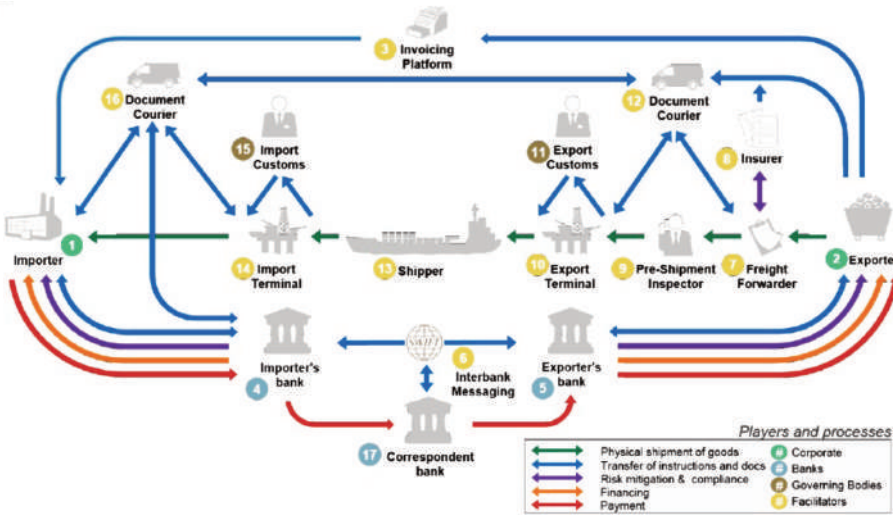 3 Invoicing
Platform
16 Document
Courier
12 Document
Courier
15 Import
Customs
11 Export
Customs
8 Insurer
1
Importer
14 Import
Terminal
13 Shipper
10 Export
Terminal
9 Pre-Shipment
Inspector
7 Freight
Forwarder
2 Exporte
Importer's
bank
4
6
Interbank
Messaging
Exporter's
bank
5
17 Correspondent
bank
Players and processes
Physical shipment of goods
Transfer of instructions and docs
Risk mitigation & compliance
Financing
Payment
# Corporate
# Banks
# Governing Bodies
# Facilitators